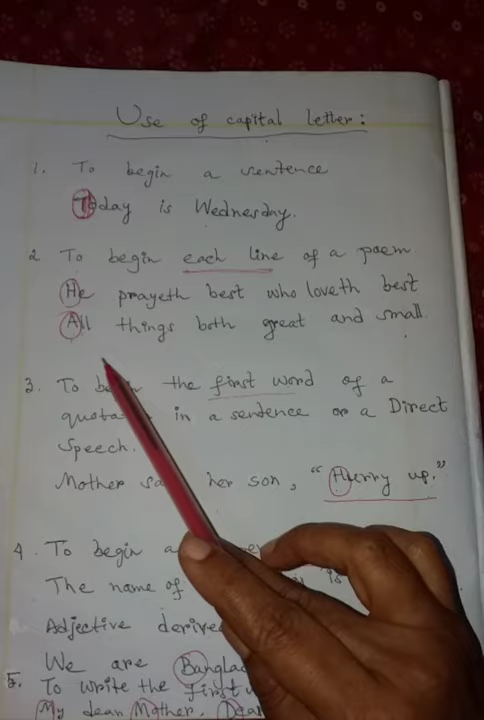 Use of capital letter:
1. To begin a sentence
Today is Wednesday.
2 To begin each line of a poem.
He prayeth best who loveth best
All things both great and small.
3. To the first word of a
in a sentence or a Direct
Speech.
Mother her son, "Hurry up."
4. To begin a
The name of is
Adjective
We are
5. To write the
My dear Mother,